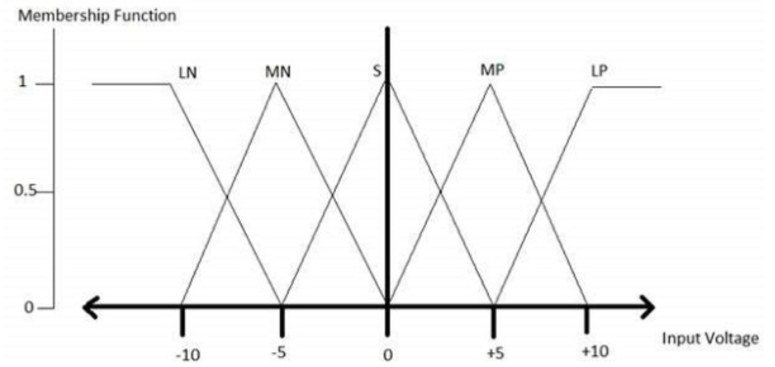 Membership Function
LN MN S MP LP
1
0.5
0
-10 -5 0 +5 +10
Input Voltage